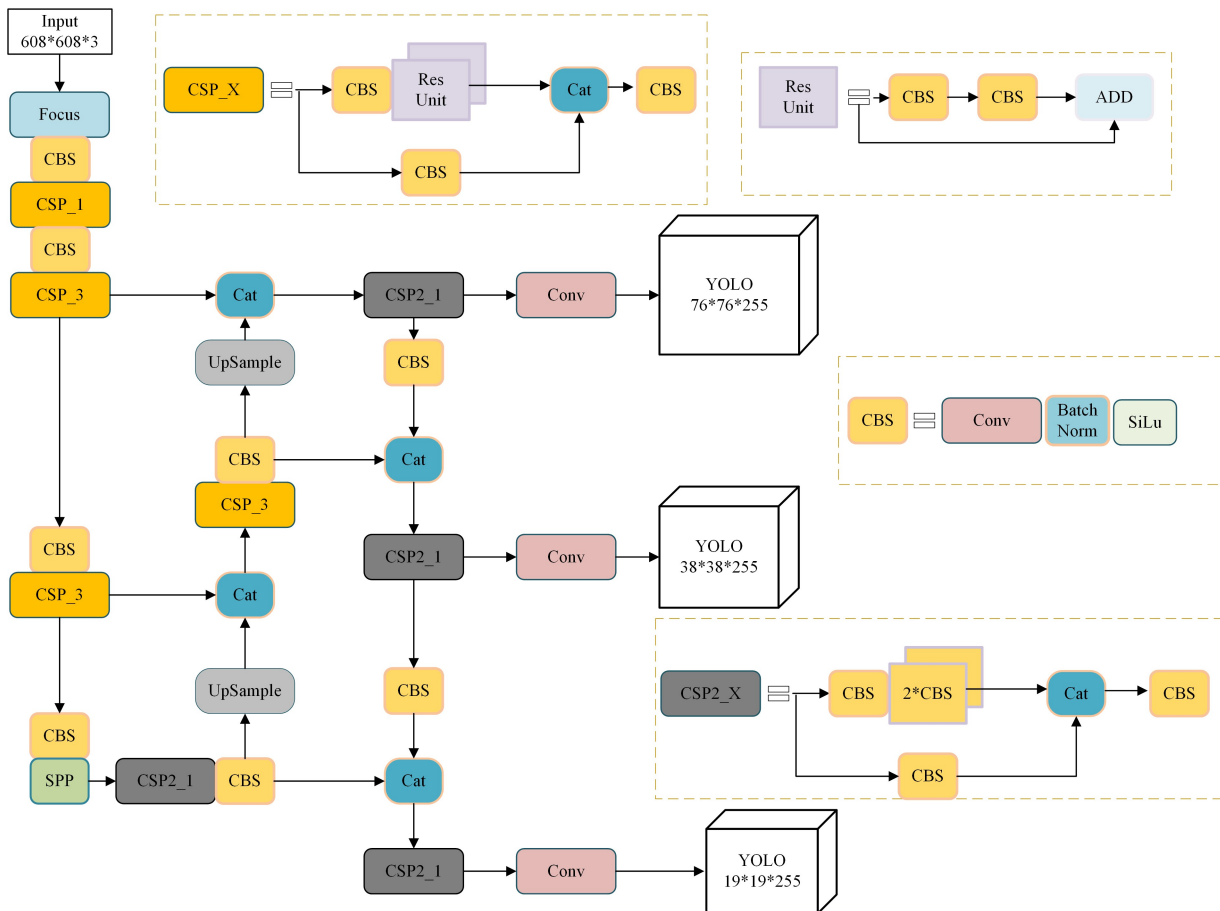 Input
608*608*3
Focus
CBS
CSP_1
CBS
CSP_3
CBS
CSP_3
CBS
SPP
CSP2_1
CBS
UpSample
Cat
CSP_3
CBS
UpSample
Cat
CSP2_1
Conv
YOLO
76*76*255
CBS
Cat
CSP2_1
Conv
YOLO
38*38*255
CBS
Cat
CSP2_1
Conv
YOLO
19*19*255
CSP_X
CBS
Res
Unit
Cat
CBS
CBS
Res
Unit
CBS
CBS
ADD
CBS
Conv
Batch
Norm
SiLu
CSP2_X
CBS
2*CBS
Cat
CBS
CBS